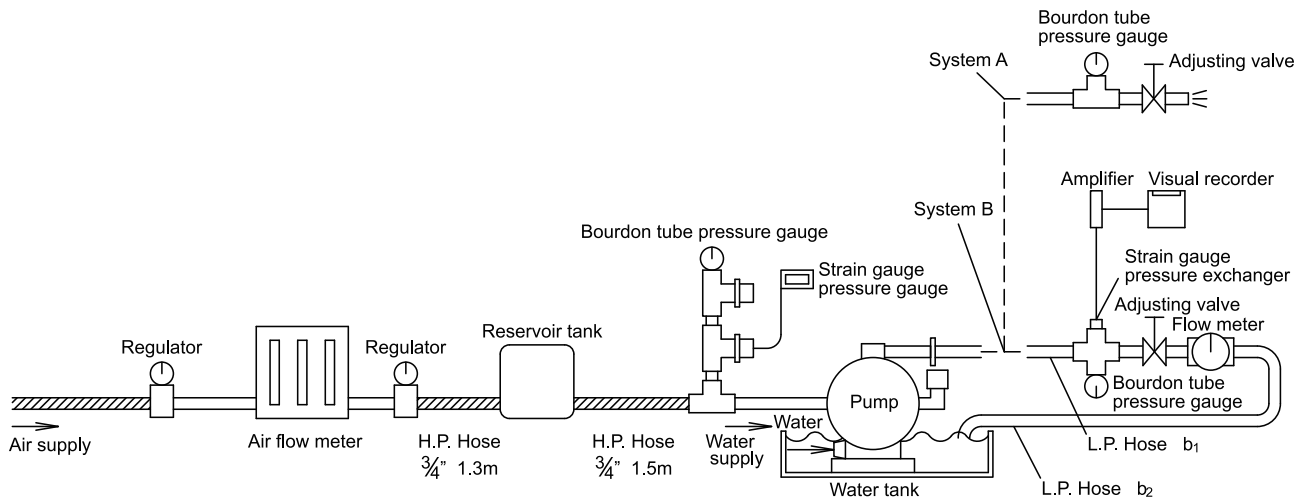 Bourdon tube
pressure gauge
System A
Adjusting valve
Amplifier
Visual recorder
System B
Bourdon tube pressure gauge
Strain gauge
pressure gauge
Strain gauge
pressure exchanger
Adjusting valve
Flow meter
Reservoir tank
Regulator
Regulator
Bourdon tube
pressure gauge
Pump
Air supply
Air flow meter
H.P. Hose
¾” 1.3m
H.P. Hose
¾” 1.5m
Water
supply
Water
Water tank
L.P. Hose b₁
L.P. Hose b₂